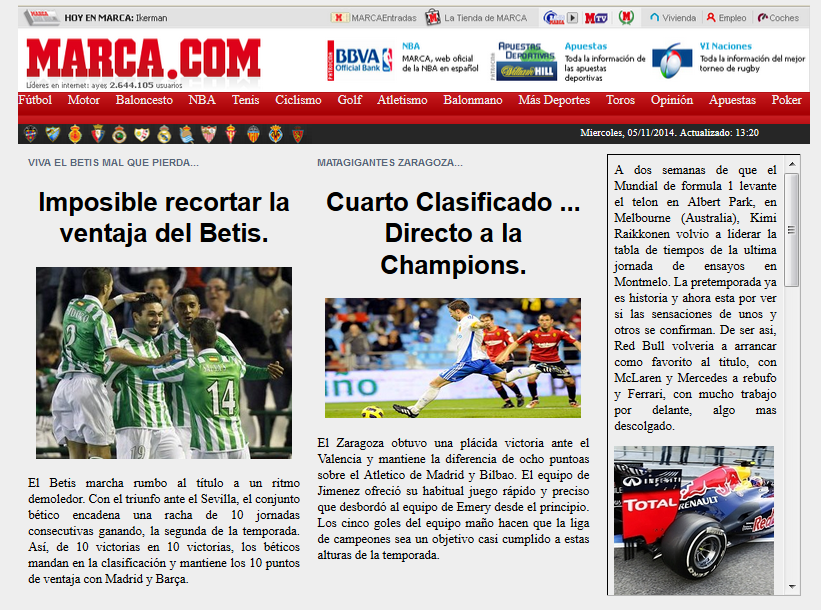 HOY EN MARCA: Ikerman
MARCAEntradas La Tienda de MARCA MTV Vivienda Empleo Coches
MARCA.COM
Líderes en internet: ayer, 2.644.105 usuarios
BBVA
Official Bank
NBA
MARCA, web oficial
de la NBA en español
APUESTAS
DEPORTIVAS
William HILL
Apuestas
Toda la información de
las apuestas
deportivas
VI Naciones
Toda la información del mejor
torneo de rugby
Fútbol Motor Baloncesto NBA Tenis Ciclismo Golf Atletismo Balonmano Más Deportes Toros Opinión Apuestas Poker
Miercoles, 05/11/2014. Actualizado: 13:20
VIVA EL BETIS MAL QUE PIERDA...
Imposible recortar la
ventaja del Betis.
14
19
El Betis marcha rumbo al título a un ritmo
demoledor. Con el triunfo ante el Sevilla, el conjunto
bético encadena una racha de 10 jornadas
consecutivas ganando, la segunda de la temporada.
Así, de 10 victorias en 10 victorias, los béticos
mandan en la clasificación y mantiene los 10 puntos
de ventaja con Madrid y Barça.
MATAGIGANTES ZARAGOZA...
Cuarto Clasificado ...
Directo a la
Champions.
ino
El Zaragoza obtuvo una plácida victoria ante el
Valencia y mantiene la diferencia de ocho puntoas
sobre el Atletico de Madrid y Bilbao. El equipo de
Jimenez ofreció su habitual juego rápido y preciso
que desbordó al equipo de Emery desde el principio.
Los cinco goles del equipo maño hacen que la liga
de campeones sea un objetivo casi cumplido a estas
alturas de la temporada.
A dos semanas de que el
Mundial de formula 1 levante
el telon en Albert Park, en
Melbourne (Australia), Kimi
Raikkonen volvio a liderar la
tabla de tiempos de la ultima
jornada de ensayos en
Montmelo. La pretemporada ya
es historia y ahora esta por ver
si las sensaciones de unos y
otros se confirman. De ser asi,
Red Bull volveria a arrancar
como favorito al titulo, con
McLaren y Mercedes a rebufo
y Ferrari, con mucho trabajo
por delante, algo mas
descolgado.
INFINITI
TOTAL
RENAULT
Red